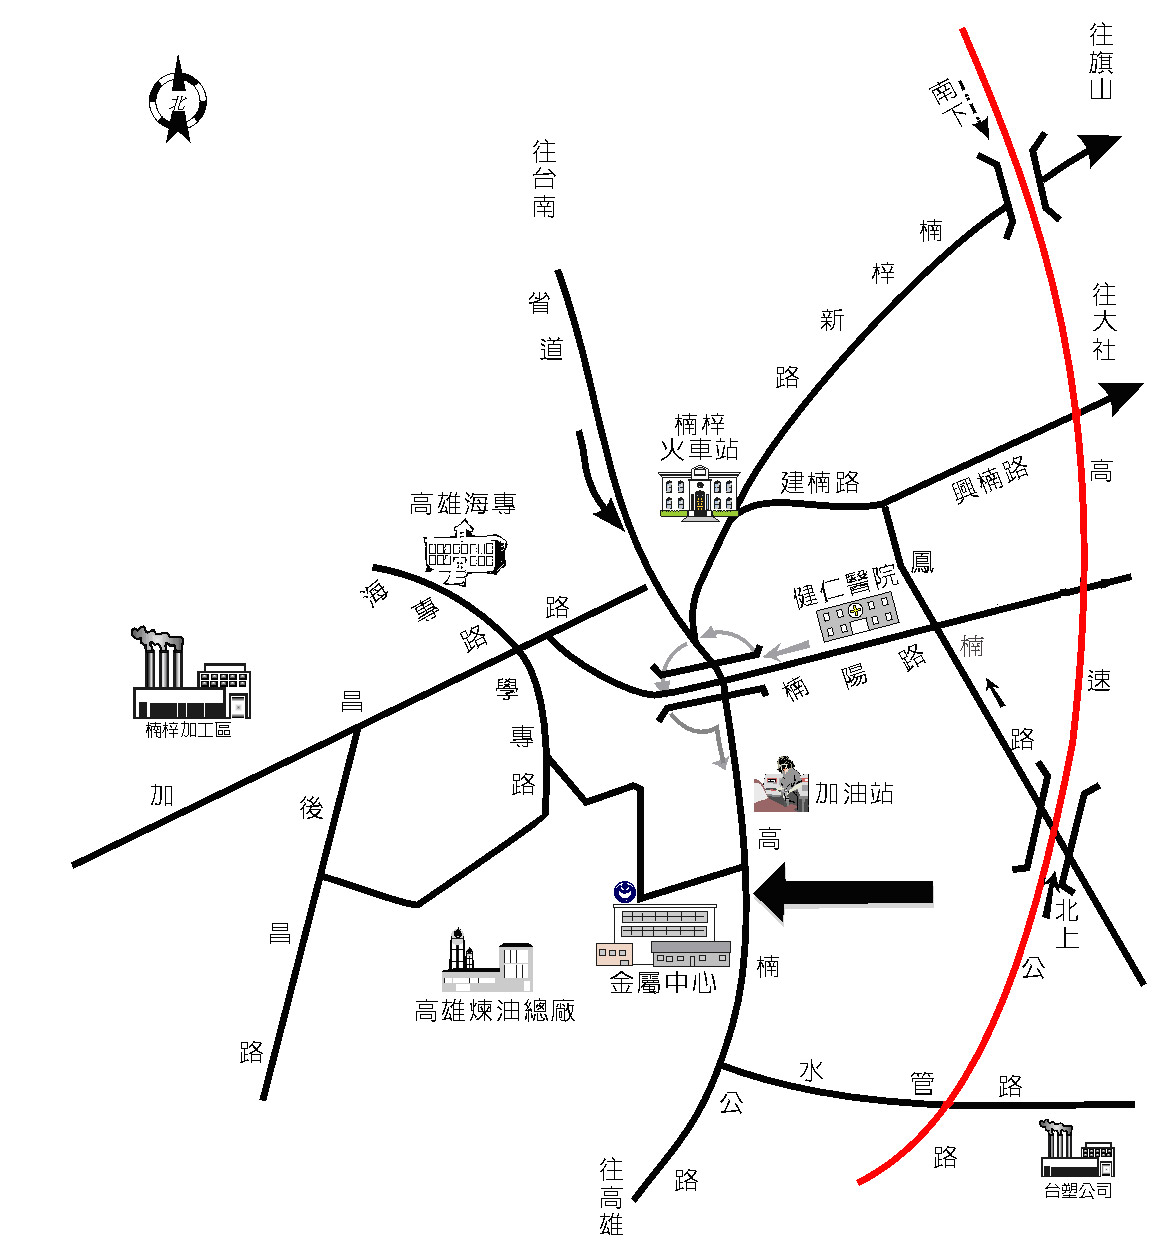 往旗山
北
南下
往台南
楠梓新路
省道
往大社
楠梓
火車站
高雄海專
建楠路
興楠路
高速公路
健仁醫院
鳳楠路
海專路
加昌路
楠陽路
學專路
楠梓加工區
加油站
後昌路
高楠公路
北上
金屬中心
高雄煉油總廠
水管路
往高雄
台塑公司